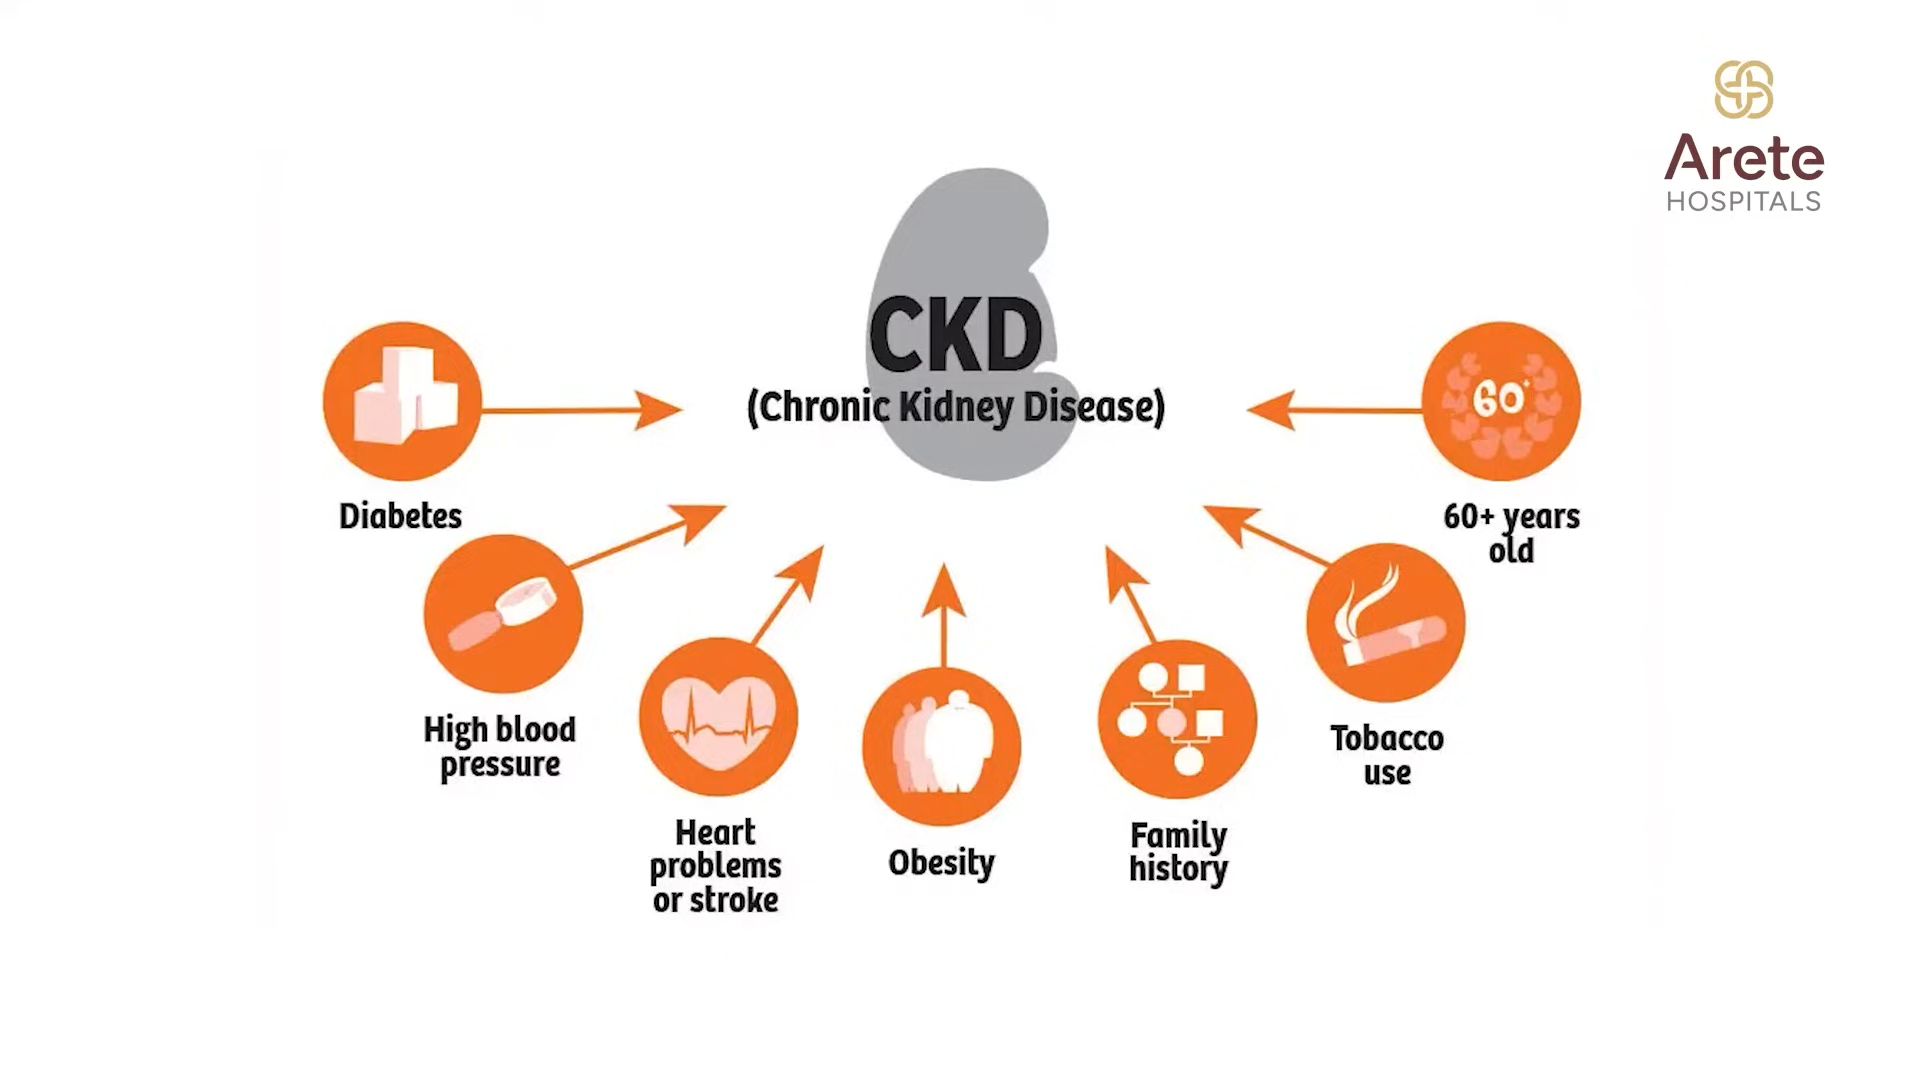 Arete
HOSPITALS
CKD
(Chronic Kidney Disease)
Diabetes
High blood
pressure
Heart
problems
or stroke
Obesity
Family
history
Tobacco
use
60+
60+ years
old